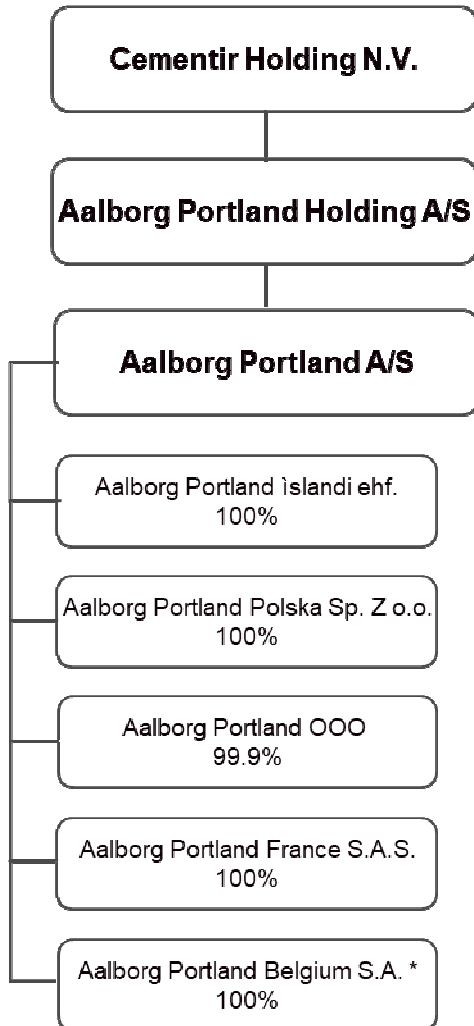 Cementir Holding N.V.
Aalborg Portland Holding A/S
Aalborg Portland A/S
Aalborg Portland ìslandi ehf.
100%
Aalborg Portland Polska Sp. Z o.o.
100%
Aalborg Portland OOO
99.9%
Aalborg Portland France S.A.S.
100%
Aalborg Portland Belgium S.A. *
100%